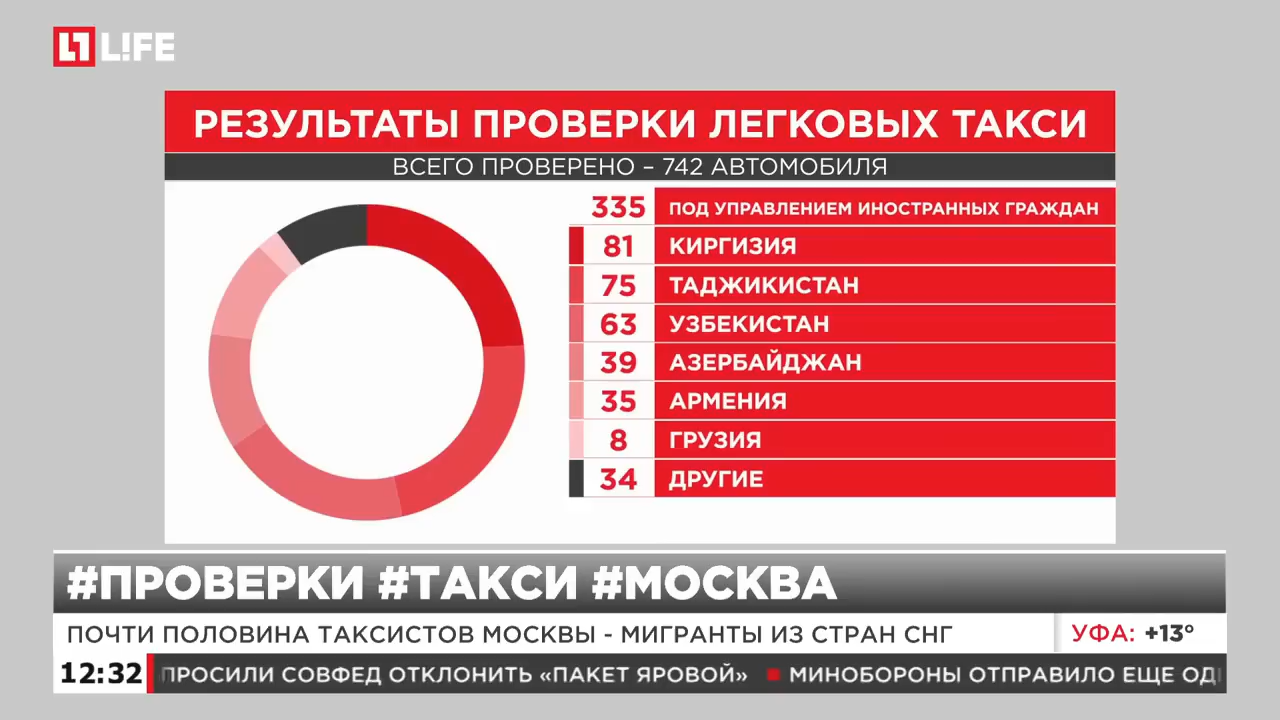 L!FE
РЕЗУЛЬТАТЫ ПРОВЕРКИ ЛЕГКОВЫХ ТАКСИ
ВСЕГО ПРОВЕРЕНО – 742 АВТОМОБИЛЯ
335 ПОД УПРАВЛЕНИЕМ ИНОСТРАННЫХ ГРАЖДАН
81 КИРГИЗИЯ
75 ТАДЖИКИСТАН
63 УЗБЕКИСТАН
39 АЗЕРБАЙДЖАН
35 АРМЕНИЯ
8 ГРУЗИЯ
34 ДРУГИЕ
#ПРОВЕРКИ #ТАКСИ #МОСКВА
ПОЧТИ ПОЛОВИНА ТАКСИСТОВ МОСКВЫ - МИГРАНТЫ ИЗ СТРАН СНГ УФА: +13°
12:32 ПРОСИЛИ СОВФЕД ОТКЛОНИТЬ «ПАКЕТ ЯРОВОЙ» ■ МИНОБОРОНЫ ОТПРАВИЛО ЕЩЕ